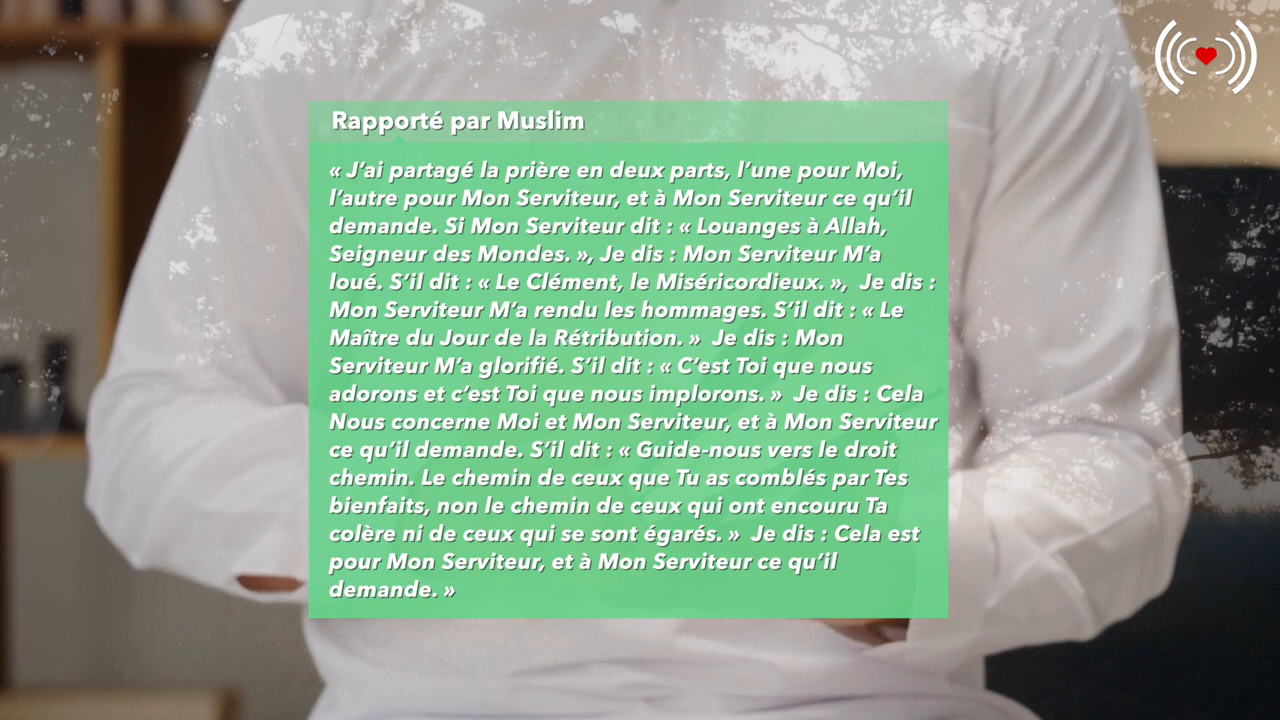 Rapporté par Muslim
« J’ai partagé la prière en deux parts, l’une pour Moi,
l’autre pour Mon Serviteur, et à Mon Serviteur ce qu’il
demande. Si Mon Serviteur dit : « Louanges à Allah,
Seigneur des Mondes. », Je dis : Mon Serviteur M’a
loué. S’il dit : « Le Clément, le Miséricordieux. »,  Je dis :
Mon Serviteur M’a rendu les hommages. S’il dit : « Le
Maître du Jour de la Rétribution. »  Je dis : Mon
Serviteur M’a glorifié. S’il dit : « C’est Toi que nous
adorons et c’est Toi que nous implorons. »  Je dis : Cela
Nous concerne Moi et Mon Serviteur, et à Mon Serviteur
ce qu’il demande. S’il dit : « Guide-nous vers le droit
chemin. Le chemin de ceux que Tu as comblés par Tes
bienfaits, non le chemin de ceux qui ont encouru Ta
colère ni de ceux qui se sont égarés. »  Je dis : Cela est
pour Mon Serviteur, et à Mon Serviteur ce qu’il
demande. »